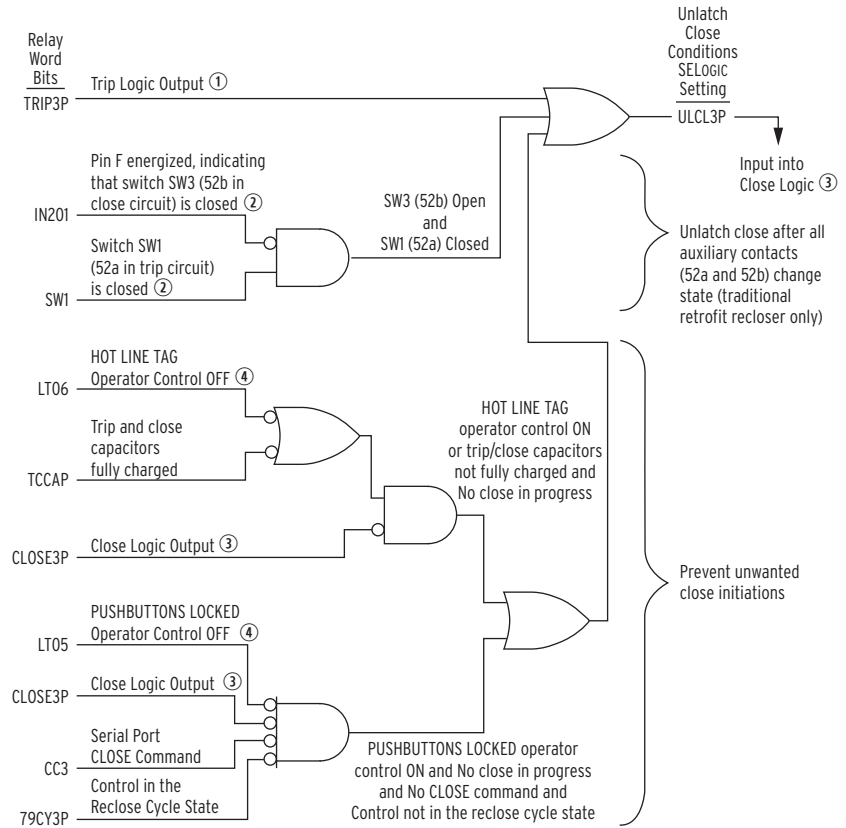 Relay
Word
Bits
TRIP3P
Trip Logic Output ①
Unlatch
Close
Conditions
SELOGIC
Setting
ULCL3P
Input into
Close Logic ③
Pin F energized, indicating
that switch SW3 (52b in
close circuit) is closed ②
IN201
Switch SW1
(52a in trip circuit)
is closed ②
SW1
SW3 (52b) Open
and
SW1 (52a) Closed
Unlatch close after all
auxiliary contacts
(52a and 52b) change
state (traditional
retrofit recloser only)
HOT LINE TAG
Operator Control OFF ④
LT06
Trip and close
capacitors
fully charged
TCCAP
HOT LINE TAG
operator control ON
or trip/close capacitors
not fully charged and
No close in progress
Close Logic Output ③
CLOSE3P
Prevent unwanted
close initiations
PUSHBUTTONS LOCKED
Operator Control OFF ④
LT05
Close Logic Output ③
CLOSE3P
Serial Port
CLOSE Command
CC3
Control in the
Reclose Cycle State
79CY3P
PUSHBUTTONS LOCKED operator
control ON and No close in progress
and No CLOSE command and
Control not in the reclose cycle state